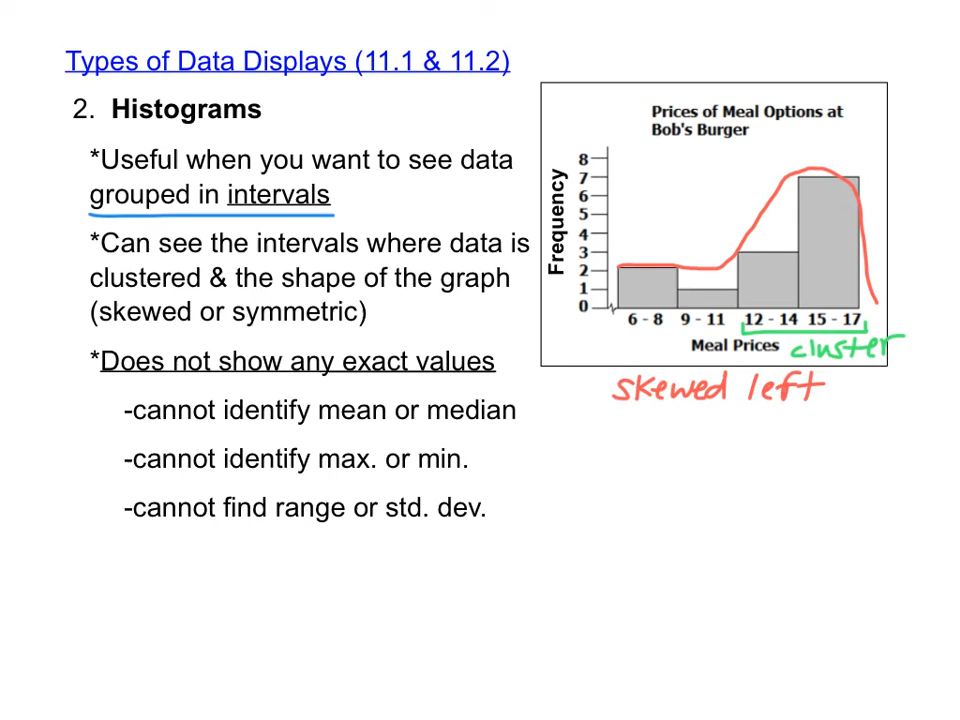 Types of Data Displays (11.1 & 11.2)
2. Histograms
*Useful when you want to see data
grouped in intervals
*Can see the intervals where data is
clustered & the shape of the graph
(skewed or symmetric)
*Does not show any exact values
-cannot identify mean or median
-cannot identify max. or min.
-cannot find range or std. dev.
Prices of Meal Options at
Bob's Burger
Frequency
8
7
6
5
4
3
2
1
0
6 - 8 9 - 11 12 - 14 15 - 17
Meal Prices
cluster
skewed left